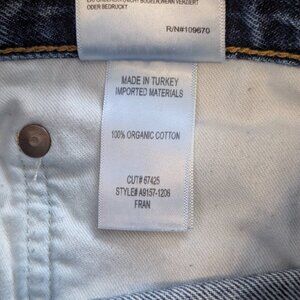 ODER BEDRUCKT
R/N#109670
MADE IN TURKEY
IMPORTED MATERIALS
100% ORGANIC COTTON
CUT# 67425
STYLE# A9157-1206
FRAN